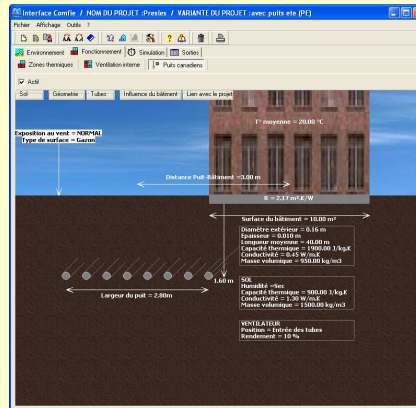 Interface Comfie / NOM DU PROJET :Presles / VARIANTE DU PROJET :avec puits ete (PE)
Fichier Affichage Outils ?
Environnement Fonctionnement Simulation Sorties
Zones thermiques Ventilation interne Puits canadiens
Actif
Sol Géométrie Tubes Influence du bâtiment Lien avec le projet
T° moyenne = 20.00 °C
Exposition au vent = NORMAL
Type de surface = Gazon
Distance Puit-Bâtiment =3.00 m
R = 2.17 m².K/W
Surface du bâtiment = 10.00 m²
Diamètre extérieur = 0.16 m
Epaisseur = 0.010 m
Longueur moyenne = 40.00 m
Capacité thermique = 1900.00 J/kg.K
Conductivité = 0.45 W/m.K
Masse volumique = 950.00 kg/m3
1.60 m
Largeur du puit = 2.80m
SOL
Humidité =Sec
Capacité thermique = 900.00 J/kg.K
Conductivité = 1.30 W/m.K
Masse volumique = 1500.00 kg/m3
VENTILATEUR
Position = Entrée des tubes
Rendement = 10 %